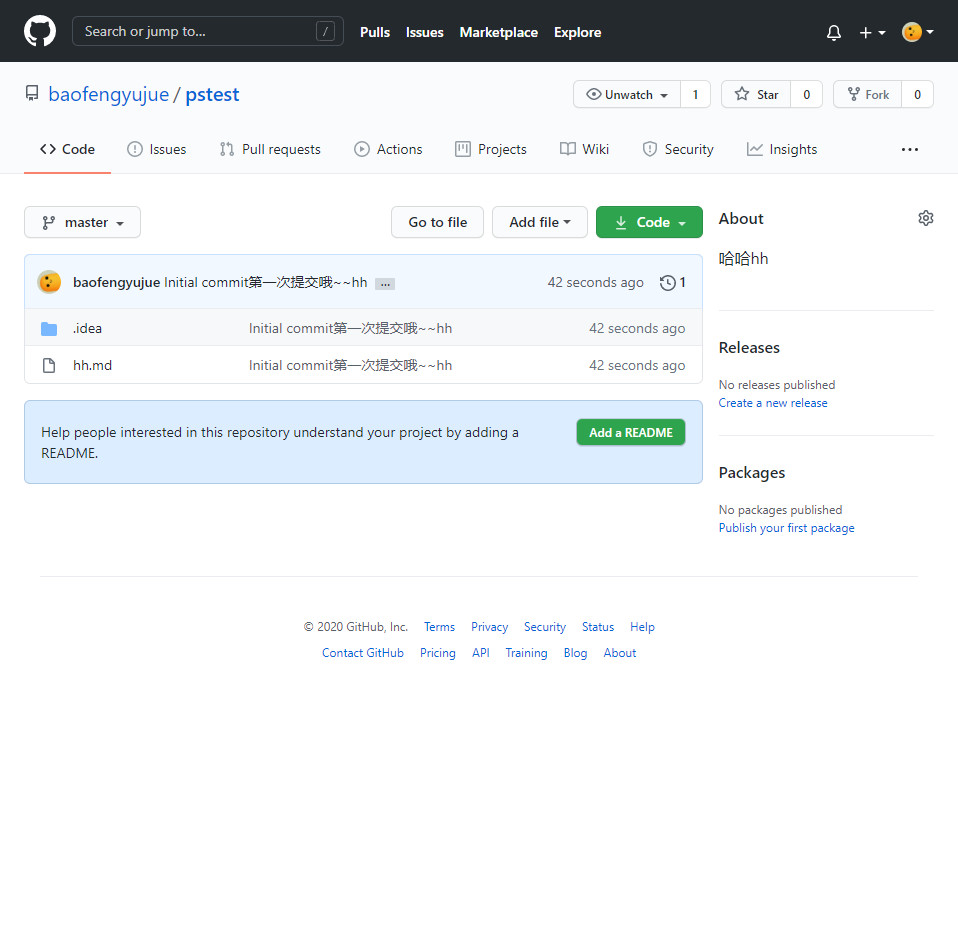 Search or jump to... /
Pulls Issues Marketplace Explore
baofengyujue / pstest
Unwatch 1 Star 0 Fork 0
Code Issues Pull requests Actions Projects Wiki Security Insights ...
master Go to file Add file Code
baofengyujue Initial commit第一次提交哦~~hh ... 42 seconds ago 1
.idea Initial commit第一次提交哦~~hh 42 seconds ago
hh.md Initial commit第一次提交哦~~hh 42 seconds ago
Help people interested in this repository understand your project by adding a
README.
Add a README
About
哈哈hh
Releases
No releases published
Create a new release
Packages
No packages published
Publish your first package
© 2020 GitHub, Inc. Terms Privacy Security Status Help
Contact GitHub Pricing API Training Blog About